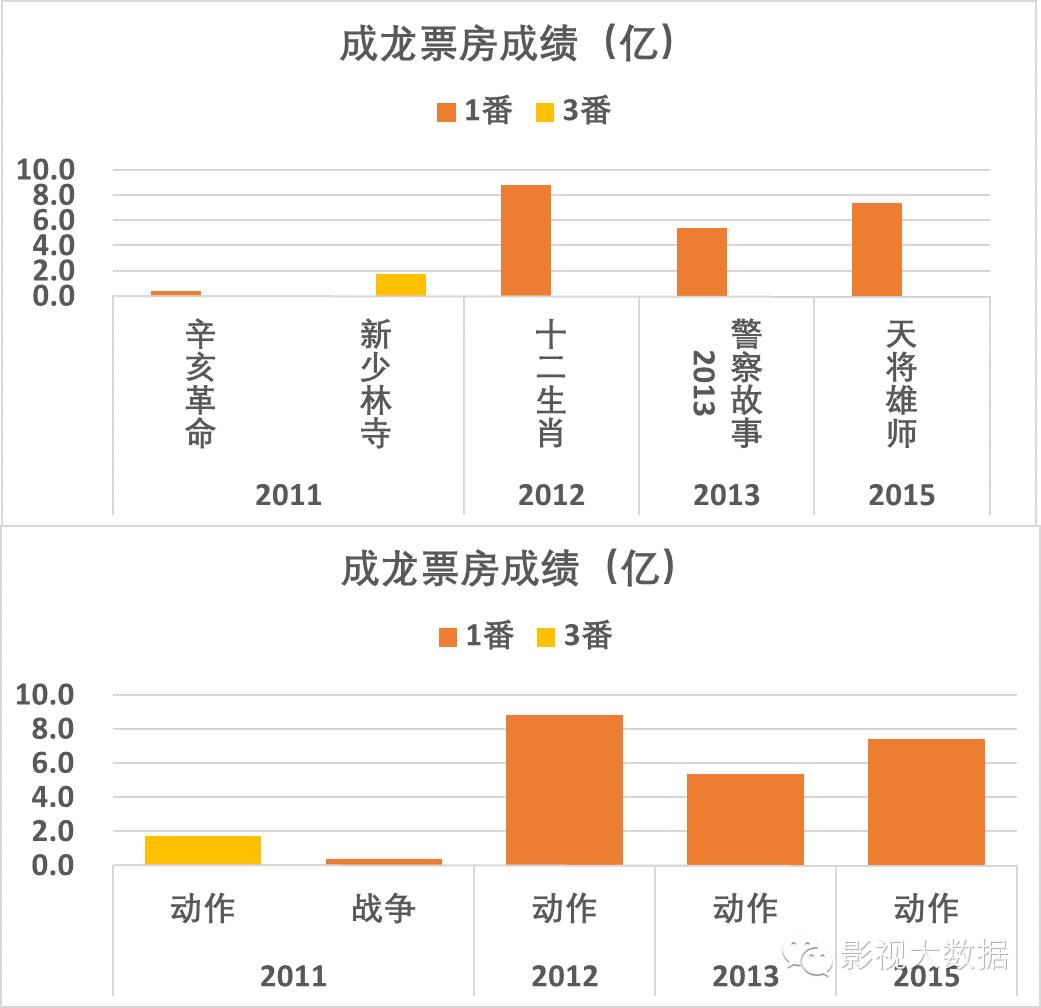 成龙票房成绩（亿）
1番 3番
10.0
8.0
6.0
4.0
2.0
0.0
辛亥革命
新少林寺
十二生肖
警察故事
2013
天将雄师
2011 2012 2013 2015
成龙票房成绩（亿）
1番 3番
10.0
8.0
6.0
4.0
2.0
0.0
动作 战争 动作 动作 动作
2011 2012 2013 2015
影视大数据